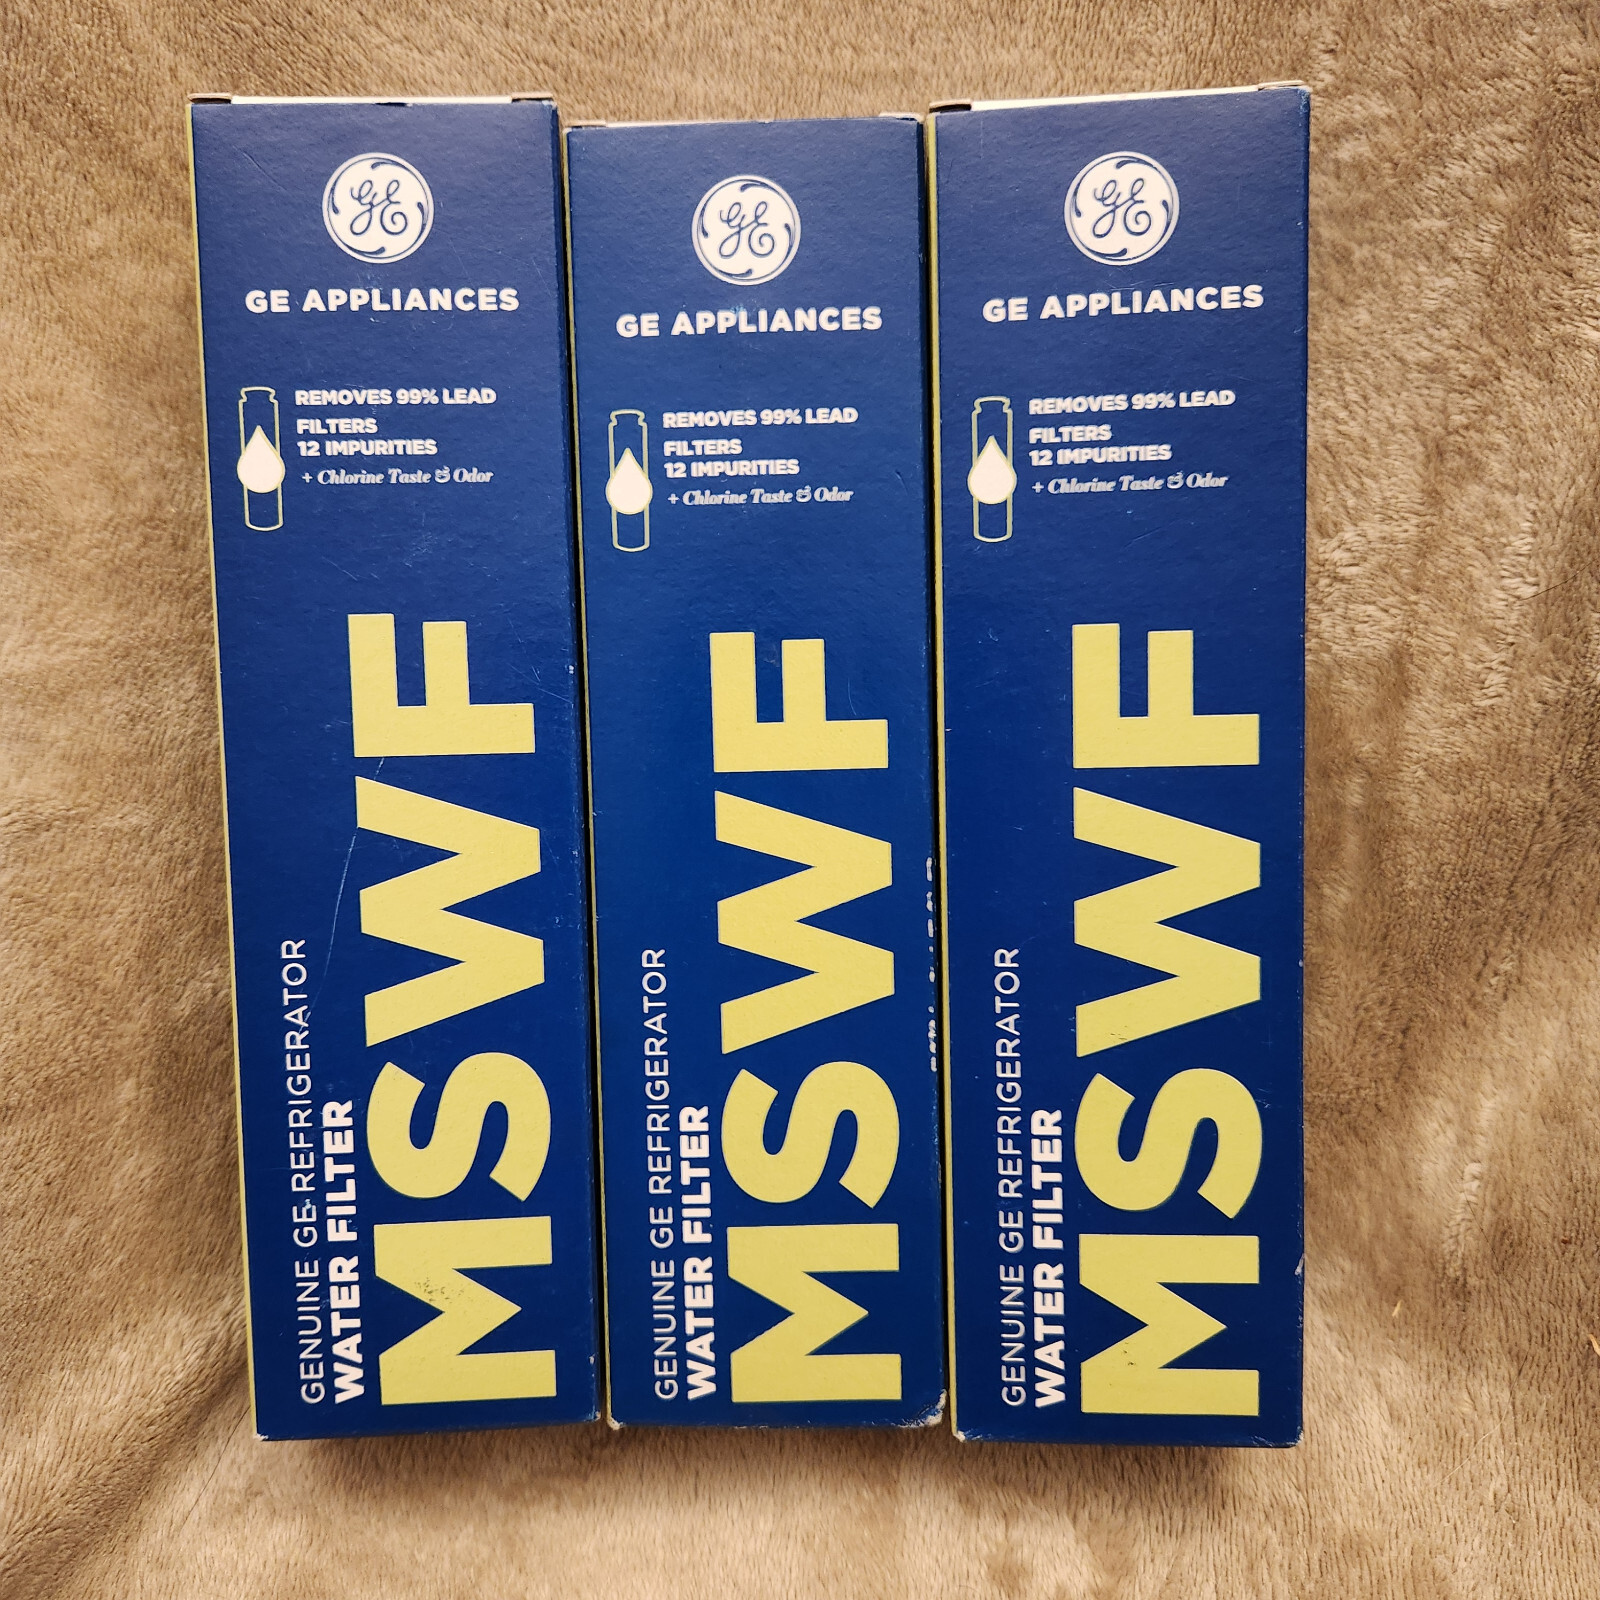 GE
GE APPLIANCES
REMOVES 99% LEAD
FILTERS
12 IMPURITIES
+ Chlorine Taste & Odor
GENUINE GE REFRIGERATOR
WATER FILTER
MSWF
GE
GE APPLIANCES
REMOVES 99% LEAD
FILTERS
12 IMPURITIES
+ Chlorine Taste & Odor
GENUINE GE REFRIGERATOR
WATER FILTER
MSWF
GE
GE APPLIANCES
REMOVES 99% LEAD
FILTERS
12 IMPURITIES
+ Chlorine Taste & Odor
GENUINE GE REFRIGERATOR
WATER FILTER
MSWF